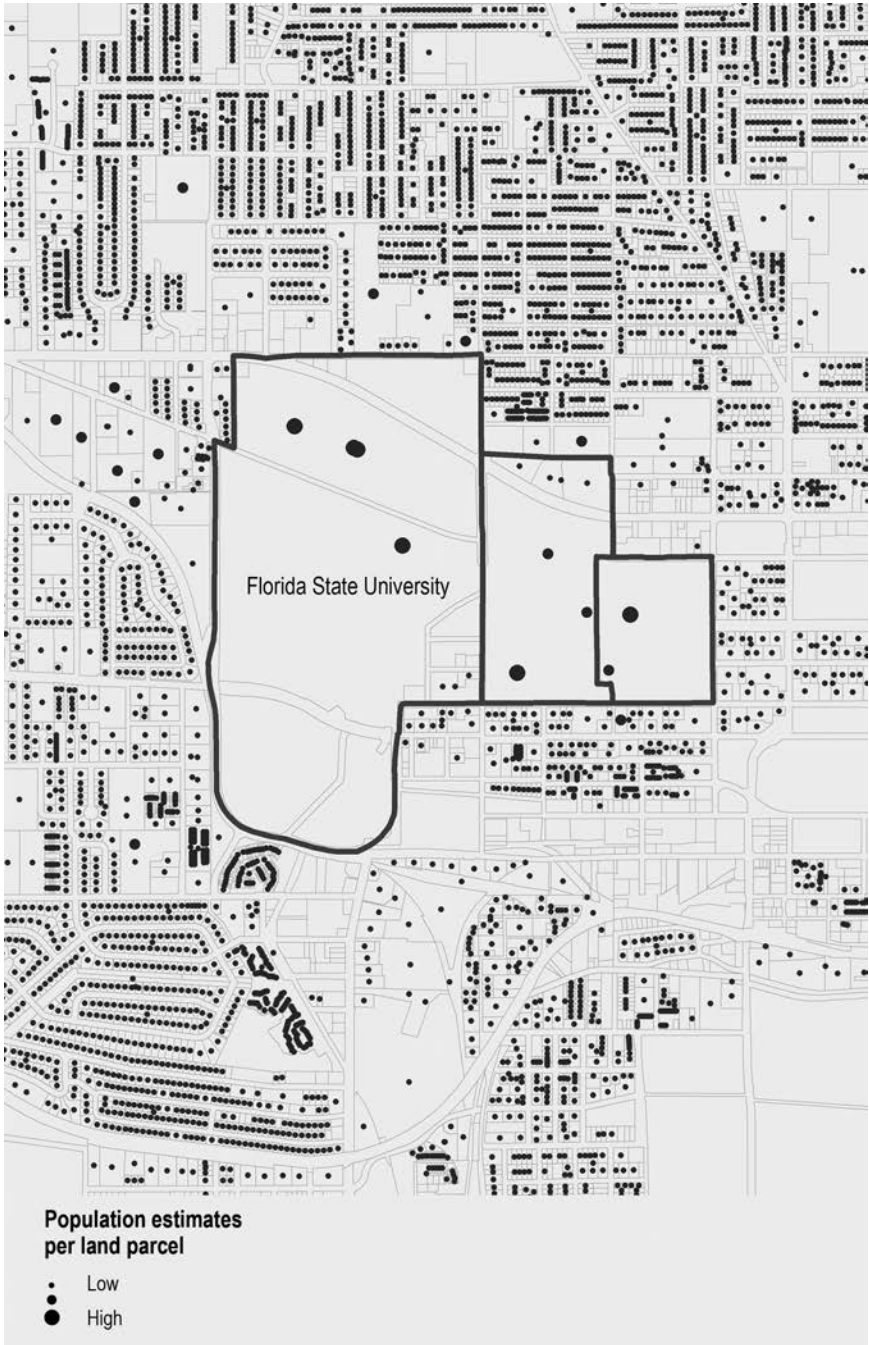 Florida State University
Population estimates
per land parcel
Low
High